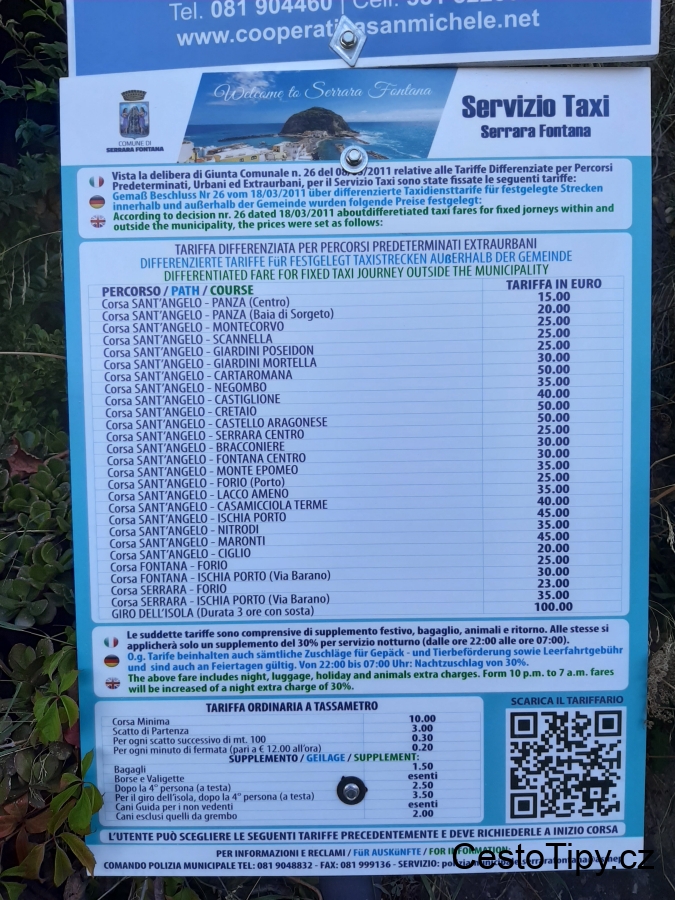 Tel. 081 904460 | Cell.
www.cooperati asanmichele.net
Welcome to Serrara Fontana
COMUNE DI
SERRARA FONTANA
Servizio Taxi
Serrara Fontana
Vista la delibera di Giunta Comunale n. 26 del /2011 relative alle Tariffe Differenziate per Percorsi
Predeterminati, Urbani ed Extraurbani, per il Servizio Taxi sono state fissate le seguenti tariffe:
Gemaß Beschluss Nr 26 vom 18/03/2011 über differenzierte Taxidiensttarife für festgelegte Strecken
innerhalb und außerhalb der Gemeinde wurden folgende Preise festgelegt:
According to decision nr. 26 dated 18/03/2011 aboutdifferetiated taxi fares for fixed jorneys within and
outside the municipality, the prices were set as follows:
TARIFFA DIFFERENZIATA PER PERCORSI PREDETERMINATI EXTRAURBANI
DIFFERENZIERTE TARIFFE FüR FESTGELEGT TAXISTRECKEN AUßERHALB DER GEMEINDE
DIFFERENTIATED FARE FOR FIXED TAXI JOURNEY OUTSIDE THE MUNICIPALITY
PERCORSO / PATH / COURSE TARIFFA IN EURO
Corsa SANT'ANGELO - PANZA (Centro) 15.00
Corsa SANT'ANGELO - PANZA (Baia di Sorgeto) 20.00
Corsa SANT'ANGELO - MONTECORVO 25.00
Corsa SANT'ANGELO - SCANNELLA 25.00
Corsa SANT'ANGELO - GIARDINI POSEIDON 25.00
Corsa SANT'ANGELO - GIARDINI MORTELLA 30.00
Corsa SANT'ANGELO - CARTAROMANA 50.00
Corsa SANT'ANGELO - NEGOMBO 35.00
Corsa SANT'ANGELO - CASTIGLIONE 40.00
Corsa SANT'ANGELO - CRETAIO 50.00
Corsa SANT'ANGELO - CASTELLO ARAGONESE 50.00
Corsa SANT'ANGELO - SERRARA CENTRO 25.00
Corsa SANT'ANGELO - BRACCONIERE 30.00
Corsa SANT'ANGELO - FONTANA CENTRO 30.00
Corsa SANT'ANGELO - MONTE EPOMEO 35.00
Corsa SANT'ANGELO - FORIO (Porto) 25.00
Corsa SANT'ANGELO - LACCO AMENO 35.00
Corsa SANT'ANGELO - CASAMICCIOLA TERME 40.00
Corsa SANT'ANGELO - ISCHIA PORTO 45.00
Corsa SANT'ANGELO - NITRODI 35.00
Corsa SANT'ANGELO - MARONTI 45.00
Corsa SANT'ANGELO - CIGLIO 20.00
Corsa FONTANA - FORIO 25.00
Corsa FONTANA - ISCHIA PORTO (Via Barano) 30.00
Corsa SERRARA - FORIO 23.00
Corsa SERRARA - ISCHIA PORTO (Via Barano) 35.00
GIRO DELL'ISOLA (Durata 3 ore con sosta) 100.00
Le suddette tariffe sono comprensive di supplemento festivo, bagaglio, animali e ritorno. Alle stesse si
applicherà solo un supplemento del 30% per servizio notturno (dalle ore 22:00 alle ore 07:00).
O.g. Tarife beinhalten auch sämtliche Zuschläge für Gepäck - und Tierbeförderung sowie Leerfahrtgebühr
und sind auch an Feiertagen gültig. Von 22:00 bis 07:00 Uhr: Nachtzuschlag von 30%.
The above fare includes night, luggage, holiday and animals extra charges. Form 10 p.m. to 7 a.m. fares
will be increased of a night extra charge of 30%.
TARIFFA ORDINARIA A TASSAMETRO
Corsa Minima 10.00
Scatto di Partenza 3.00
Per ogni scatto successivo di mt. 100 0.30
Per ogni minuto di fermata (pari a € 12.00 all'ora) 0.20
SUPPLEMENTO / GEILAGE / SUPPLEMENT:
Bagagli 1.50
Borse e Valigette esenti
Dopo la 4° persona (a testa) 2.50
Per il giro dell'isola, dopo la 4° persona (a testa) 3.50
Cani Guida per i non vedenti esenti
Cani esclusi quelli da grembo 2.00
SCARICA IL TARIFFARIO
L'UTENTE PUÒ SCEGLIERE LE SEGUENTI TARIFFE PRECEDENTEMENTE E DEVE RICHIEDERLE A INIZIO CORSA
PER INFORMAZIONI E RECLAMI / FüR AUSKÜNFTE / FOR INFORMATION:
COMANDO POLIZIA MUNICIPALE TEL: 081 9048832 - FAX: 081 999136 - SERVIZIO:
CestoTipy.cz